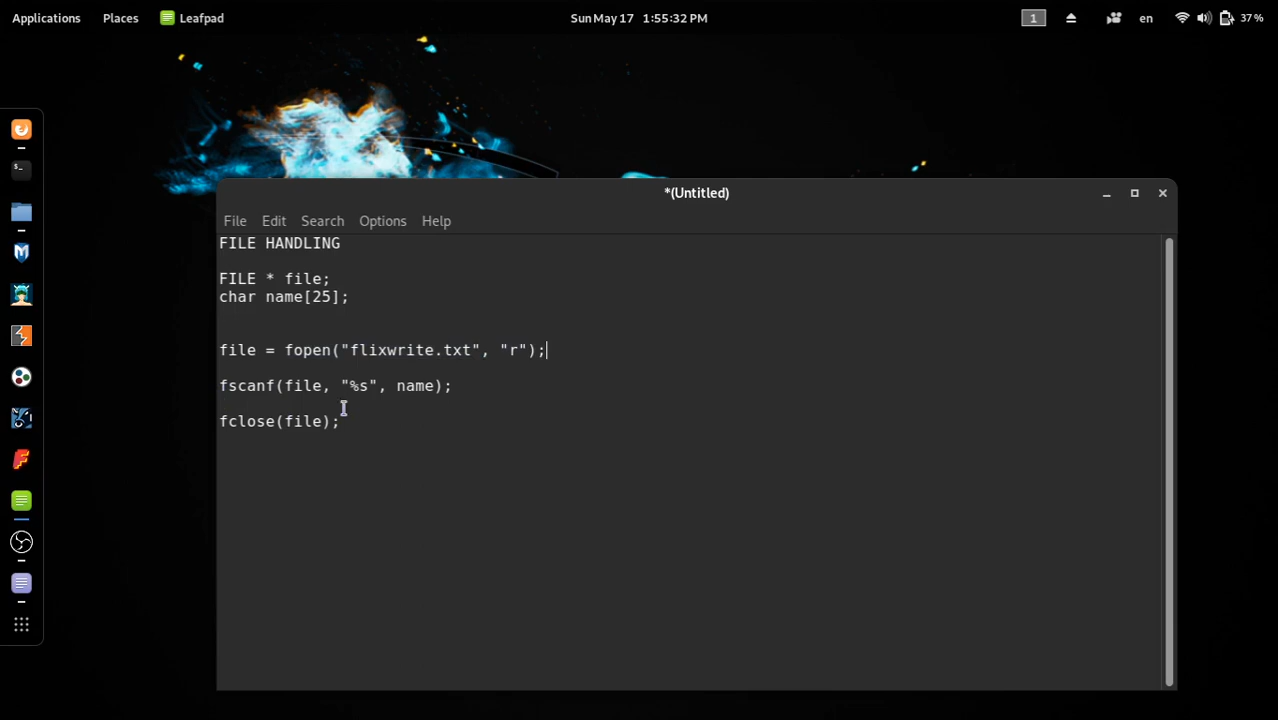 Applications Places Leafpad Sun May 17 1:55:32 PM 1 en 37 %
*(Untitled)
File Edit Search Options Help
FILE HANDLING
FILE * file;
char name[25];
file = fopen("flixwrite.txt", "r");
fscanf(file, "%s", name);
fclose(file);